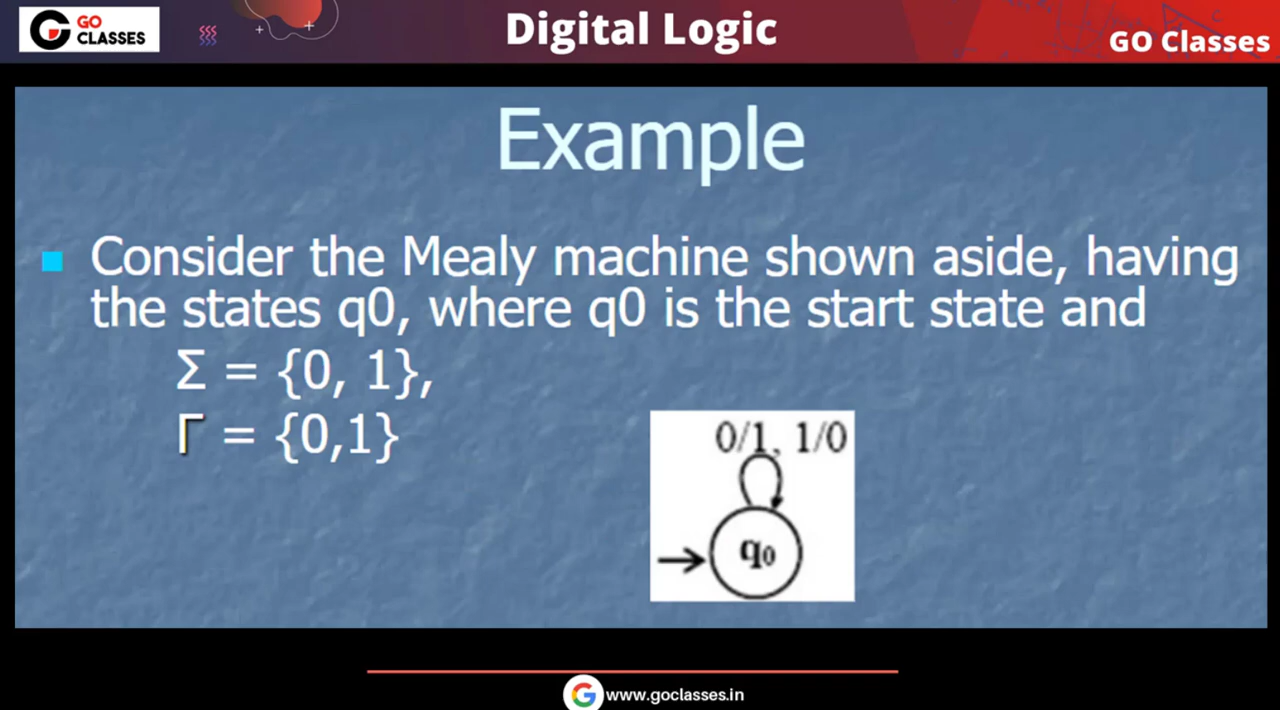 GO
CLASSES
Digital Logic
GO Classes
Example
Consider the Mealy machine shown aside, having
the states q0, where q0 is the start state and
Σ = {0, 1},
Γ = {0,1}
0/1, 1/0
q0
www.goclasses.in